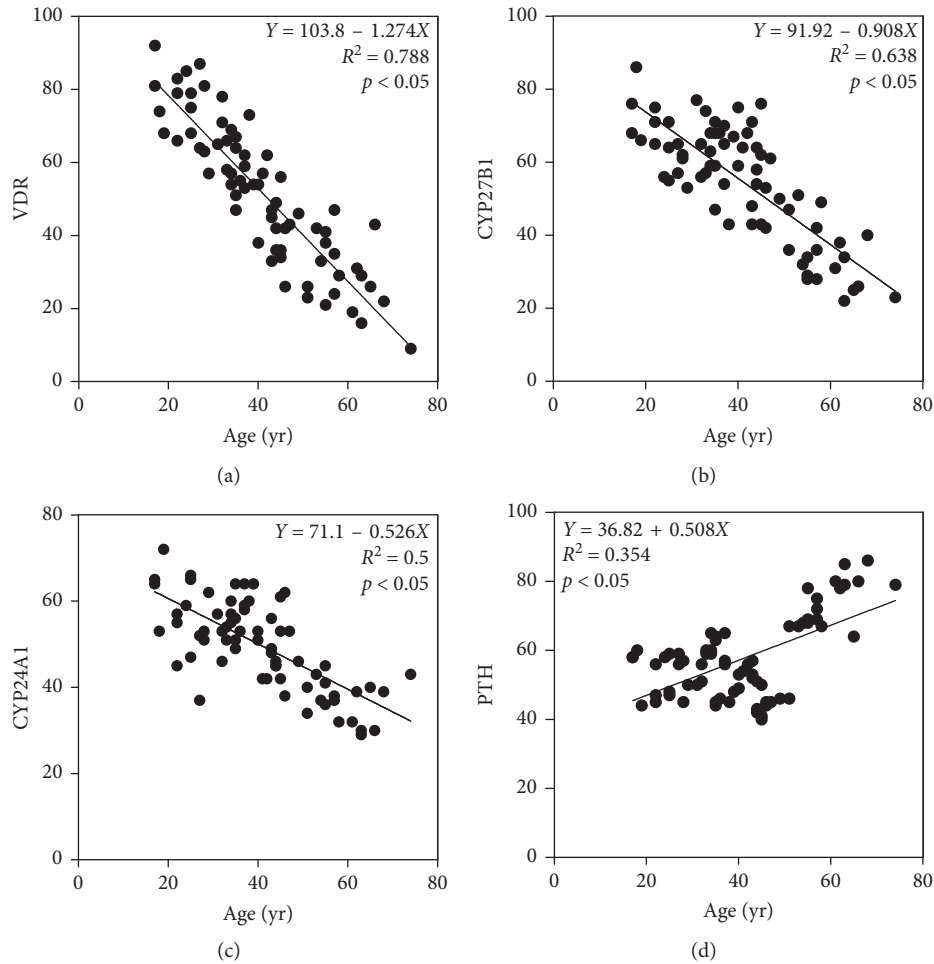 Y = 103.8 − 1.274X
R² = 0.788
p < 0.05
100
80
60
40
20
0
VDR
0
20
40
60
80
Age (yr)
(a)
Y = 91.92 − 0.908X
R² = 0.638
p < 0.05
100
80
60
40
20
0
CYP27B1
0
20
40
60
80
Age (yr)
(b)
Y = 71.1 − 0.526X
R² = 0.5
p < 0.05
80
60
40
20
0
CYP24A1
0
20
40
60
80
Age (yr)
(c)
Y = 36.82 + 0.508X
R² = 0.354
p < 0.05
100
80
60
40
20
0
PTH
0
20
40
60
80
Age (yr)
(d)